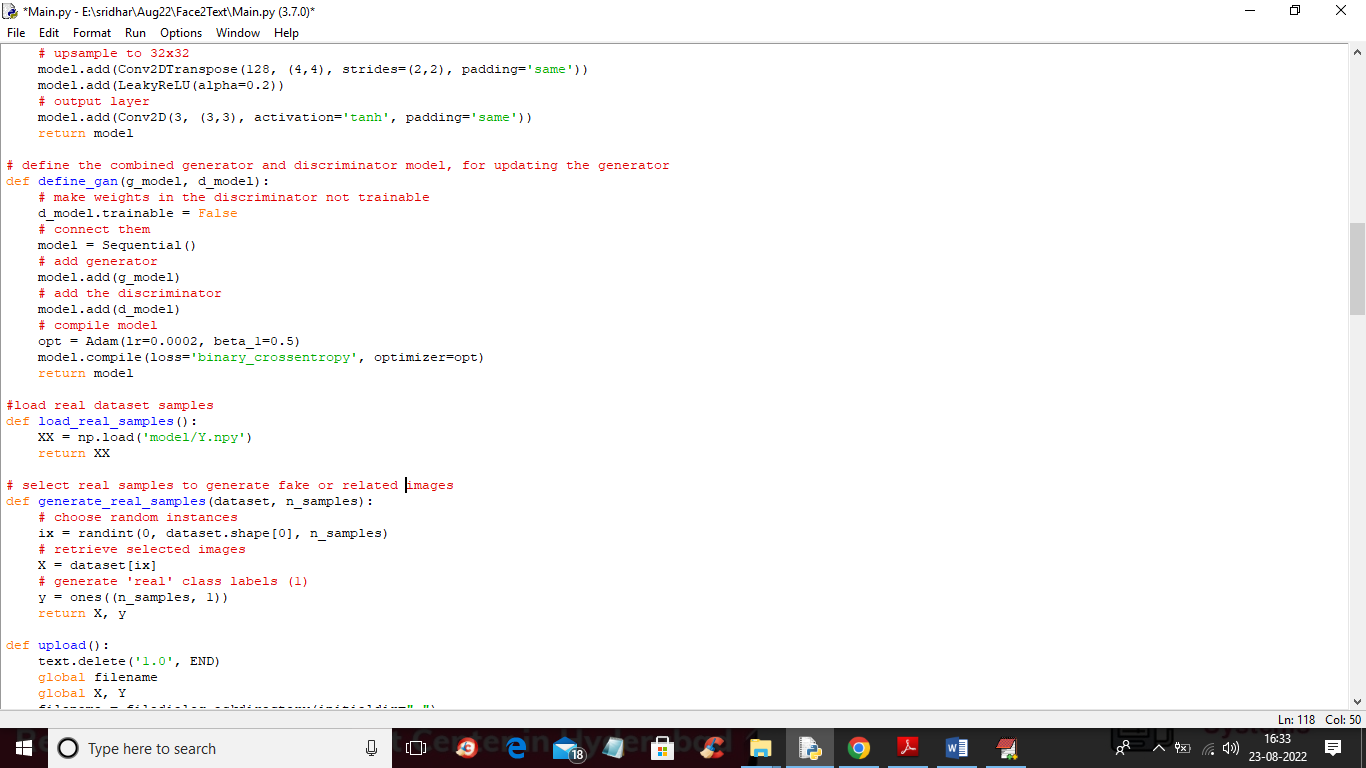 *Main.py - E:\sridhar\Aug22\Face2Text\Main.py (3.7.0)*
File Edit Format Run Options Window Help
# upsample to 32x32
model.add(Conv2DTranspose(128, (4,4), strides=(2,2), padding='same'))
model.add(LeakyReLU(alpha=0.2))
# output layer
model.add(Conv2D(3, (3,3), activation='tanh', padding='same'))
return model
# define the combined generator and discriminator model, for updating the generator
def define_gan(g_model, d_model):
# make weights in the discriminator not trainable
d_model.trainable = False
# connect them
model = Sequential()
# add generator
model.add(g_model)
# add the discriminator
model.add(d_model)
# compile model
opt = Adam(lr=0.0002, beta_1=0.5)
model.compile(loss='binary_crossentropy', optimizer=opt)
return model
#load real dataset samples
def load_real_samples():
XX = np.load('model/Y.npy')
return XX
# select real samples to generate fake or related images
def generate_real_samples(dataset, n_samples):
# choose random instances
ix = randint(0, dataset.shape[0], n_samples)
# retrieve selected images
X = dataset[ix]
# generate 'real' class labels (1)
y = ones((n_samples, 1))
return X, y
def upload():
text.delete('1.0', END)
global filename
global X, Y
Ln: 118 Col: 50
Type here to search
18
16:33
23-08-2022